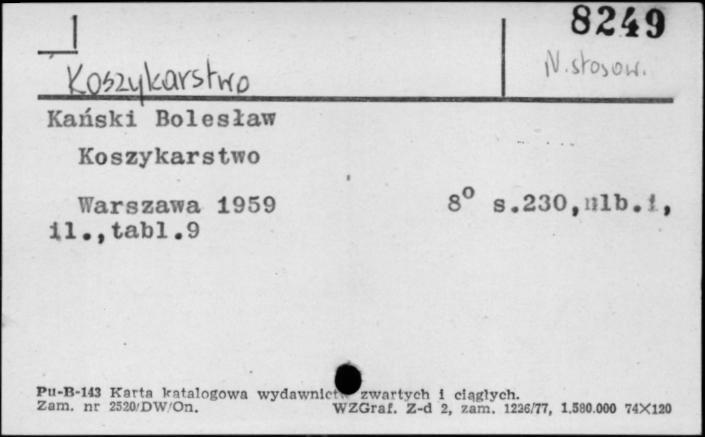 8249
Koszykarstwo
N. stosow.
Kański Bolesław
Koszykarstwo
Warszawa 1959 8° s.230,nlb.1,
il.,tabl.9
Pu-B-143 Karta katalogowa wydawnictw zwartych i ciągłych.
Zam. nr 2520/DW/On. WZGraf. Z-d 2, zam. 1226/77, 1.580.000 74X120